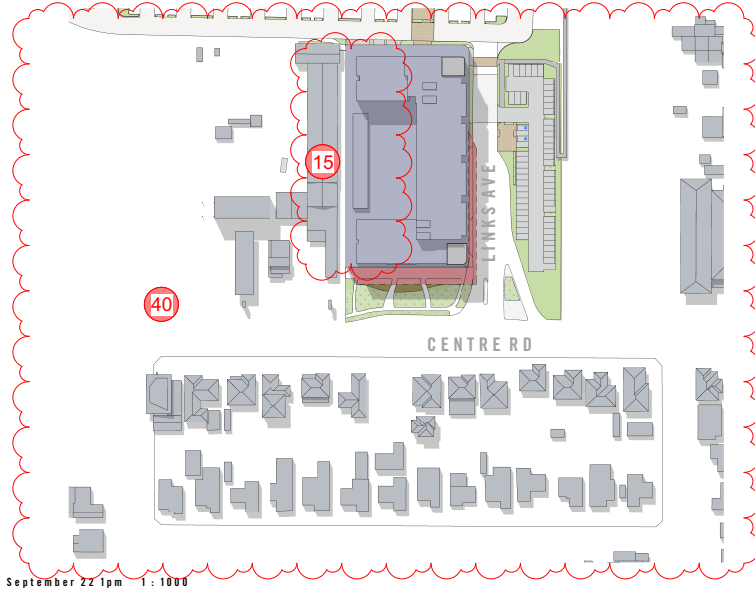 15
LINKS AVE
40
CENTRE RD
September 22 1pm 1 : 1000